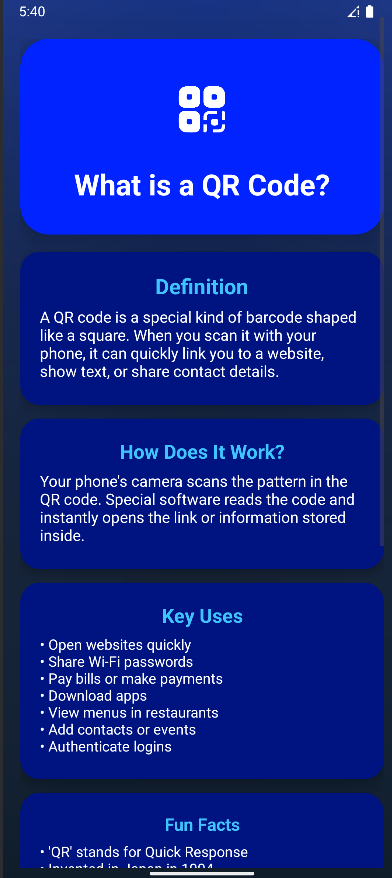 5:40
What is a QR Code?
Definition
A QR code is a special kind of barcode shaped
like a square. When you scan it with your
phone, it can quickly link you to a website,
show text, or share contact details.
How Does It Work?
Your phone's camera scans the pattern in the
QR code. Special software reads the code and
instantly opens the link or information stored
inside.
Key Uses
• Open websites quickly
• Share Wi-Fi passwords
• Pay bills or make payments
• Download apps
• View menus in restaurants
• Add contacts or events
• Authenticate logins
Fun Facts
• 'QR' stands for Quick Response
• Invented in Japan in 1994